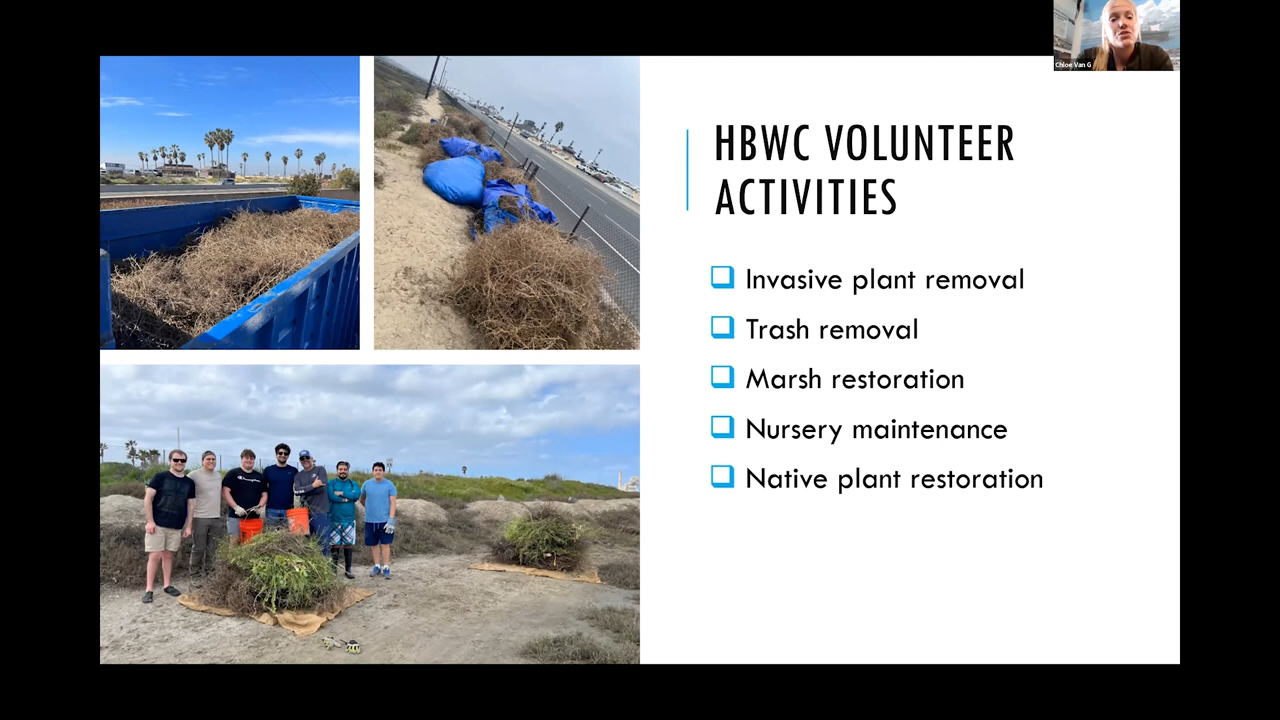 Chloe Van G
HBWC VOLUNTEER
ACTIVITIES
Invasive plant removal
Trash removal
Marsh restoration
Nursery maintenance
Native plant restoration